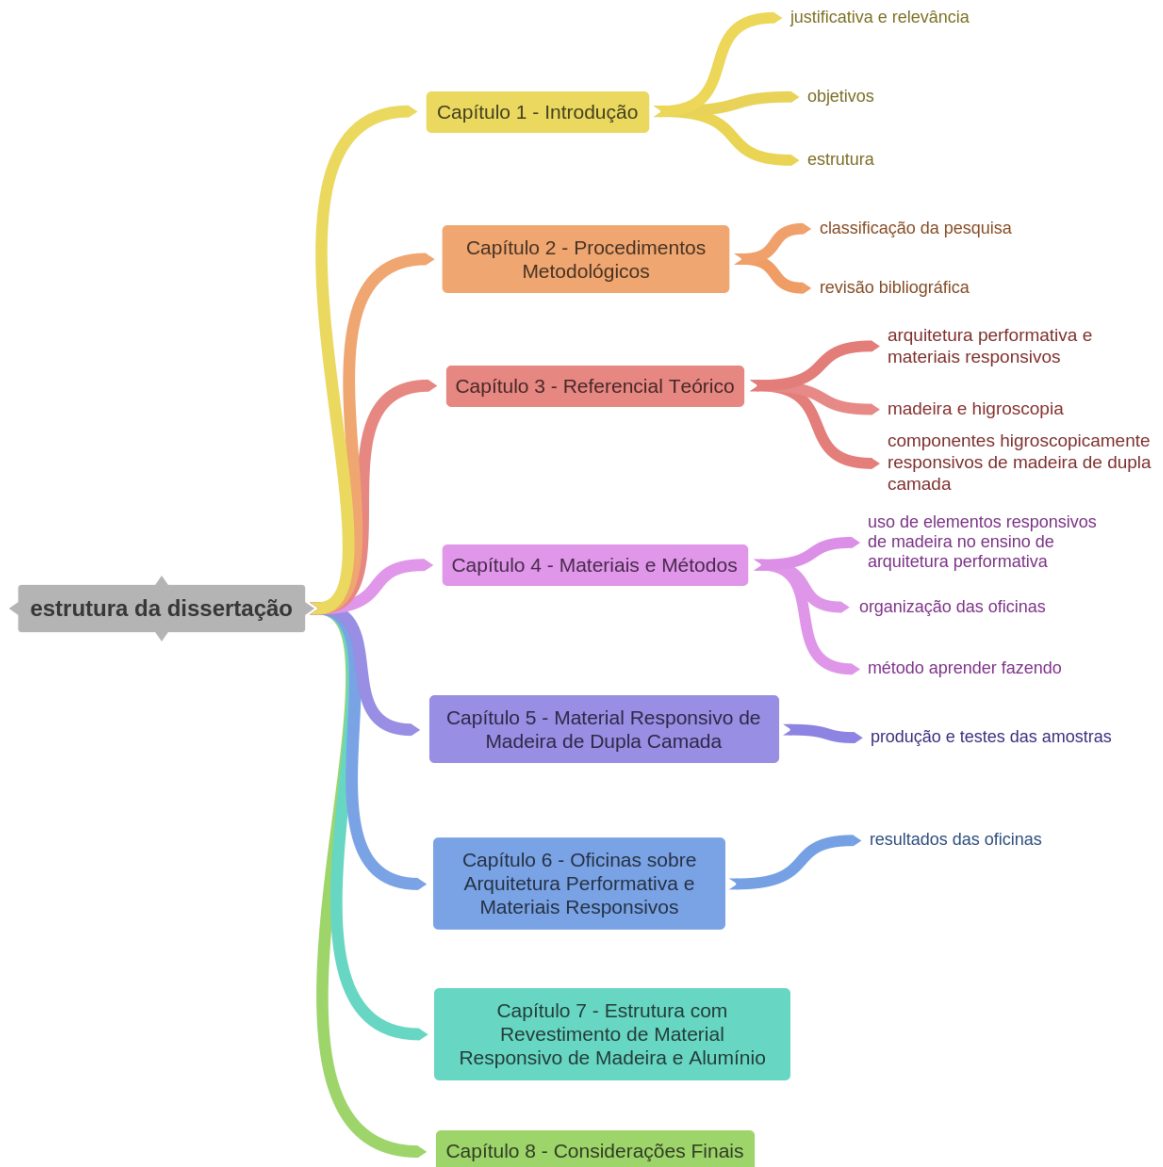 estrutura da dissertação
Capítulo 1 - Introdução
justificativa e relevância
objetivos
estrutura
Capítulo 2 - Procedimentos
Metodológicos
classificação da pesquisa
revisão bibliográfica
Capítulo 3 - Referencial Teórico
arquitetura performativa e
materiais responsivos
madeira e higroscopia
componentes higroscopicamente
responsivos de madeira de dupla
camada
Capítulo 4 - Materiais e Métodos
uso de elementos responsivos
de madeira no ensino de
arquitetura performativa
organização das oficinas
método aprender fazendo
Capítulo 5 - Material Responsivo de
Madeira de Dupla Camada
produção e testes das amostras
Capítulo 6 - Oficinas sobre
Arquitetura Performativa e
Materiais Responsivos
resultados das oficinas
Capítulo 7 - Estrutura com
Revestimento de Material
Responsivo de Madeira e Alumínio
Capítulo 8 - Considerações Finais